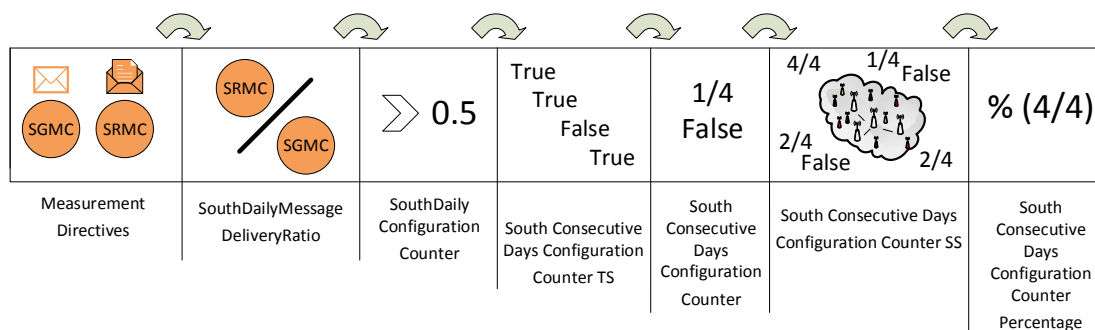 SGMC
SRMC
SRMC
SGMC
0.5
True
True
False
True
1/4
False
4/4
1/4
False
2/4
False
2/4
% (4/4)
Measurement
Directives
SouthDailyMessage
DeliveryRatio
SouthDaily
Configuration
Counter
South Consecutive
Days Configuration
Counter TS
South
Consecutive
Days
Configuration
Counter
South Consecutive Days
Configuration Counter SS
South
Consecutive
Days
Configuration
Counter
Percentage